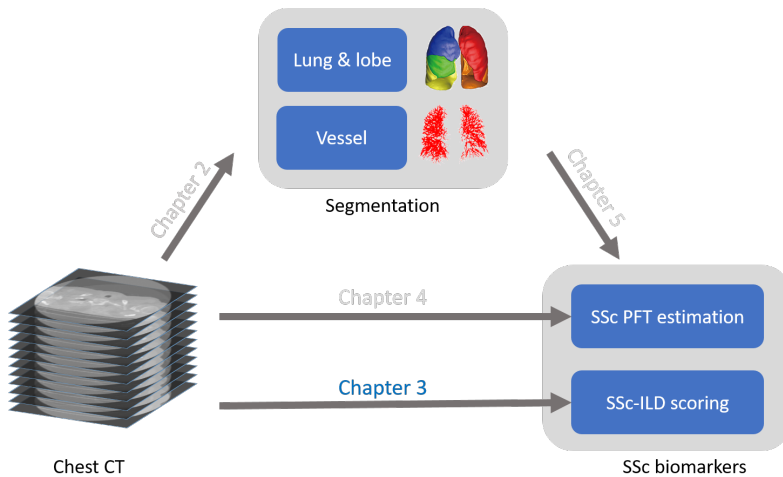 Lung & lobe
Vessel
Segmentation
Chapter 2
Chapter 5
Chapter 4
SSc PFT estimation
Chapter 3
SSc-ILD scoring
Chest CT
SSc biomarkers